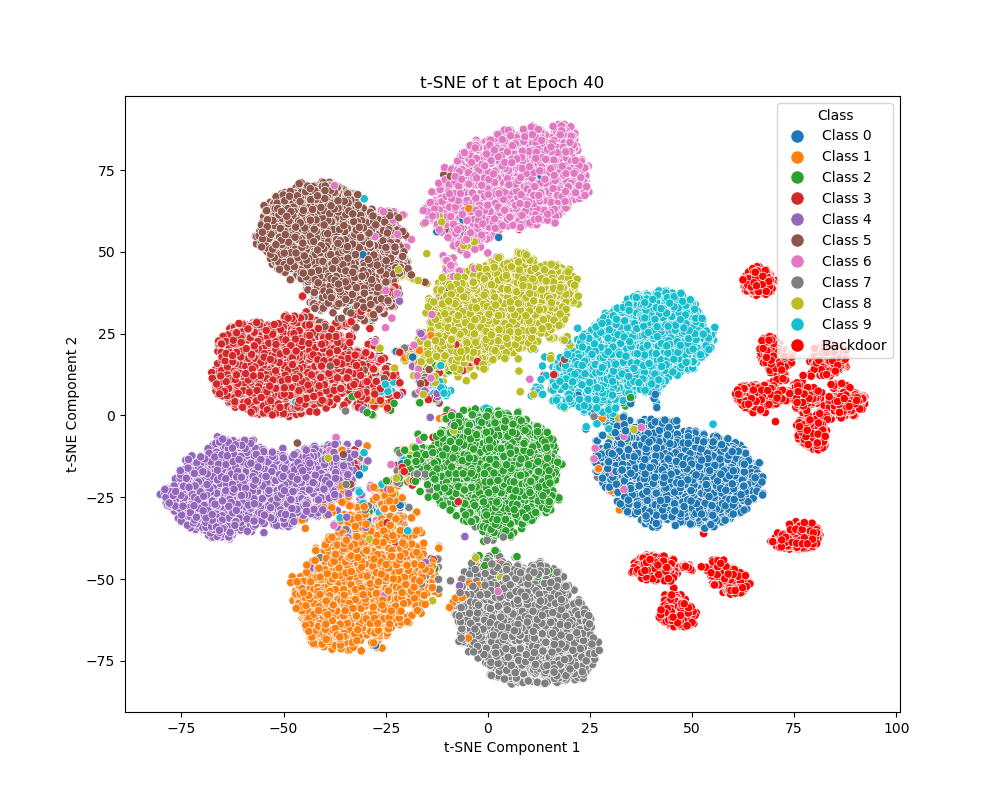 t-SNE of t at Epoch 40
Class
Class 0
Class 1
Class 2
Class 3
Class 4
Class 5
Class 6
Class 7
Class 8
Class 9
Backdoor
t-SNE Component 2
75
50
25
0
−25
−50
−75
−75
−50
−25
0
25
50
75
100
t-SNE Component 1